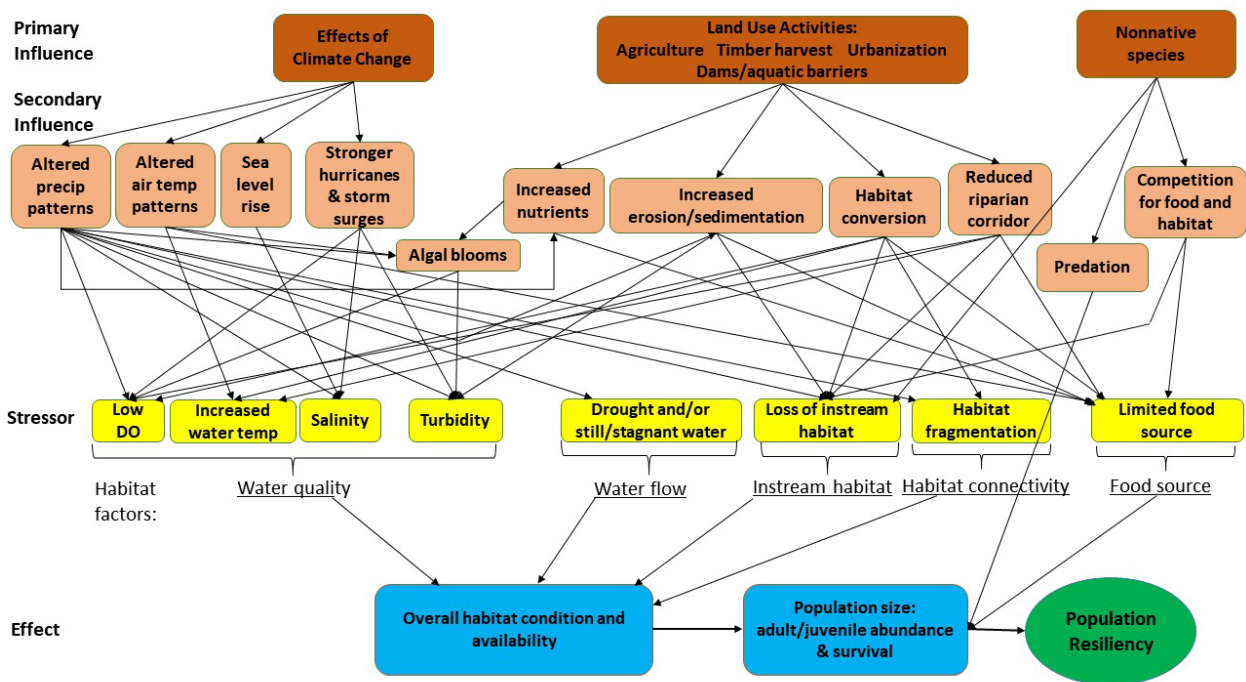 Primary
Influence
Effects of
Climate Change
Land Use Activities:
Agriculture Timber harvest Urbanization
Dams/aquatic barriers
Nonnative
species
Secondary
Influence
Altered
precip
patterns
Altered
air temp
patterns
Sea
level
rise
Stronger
hurricanes
& storm
surges
Algal blooms
Increased
nutrients
Increased
erosion/sedimentation
Habitat
conversion
Reduced
riparian
corridor
Predation
Competition
for food and
habitat
Stressor
Low
DO
Increased
water temp
Salinity
Turbidity
Drought and/or
still/stagnant water
Loss of instream
habitat
Habitat
fragmentation
Limited food
source
Habitat
factors:
Water quality
Water flow
Instream habitat
Habitat connectivity
Food source
Effect
Overall habitat condition and
availability
Population size:
adult/juvenile abundance
& survival
Population
Resiliency